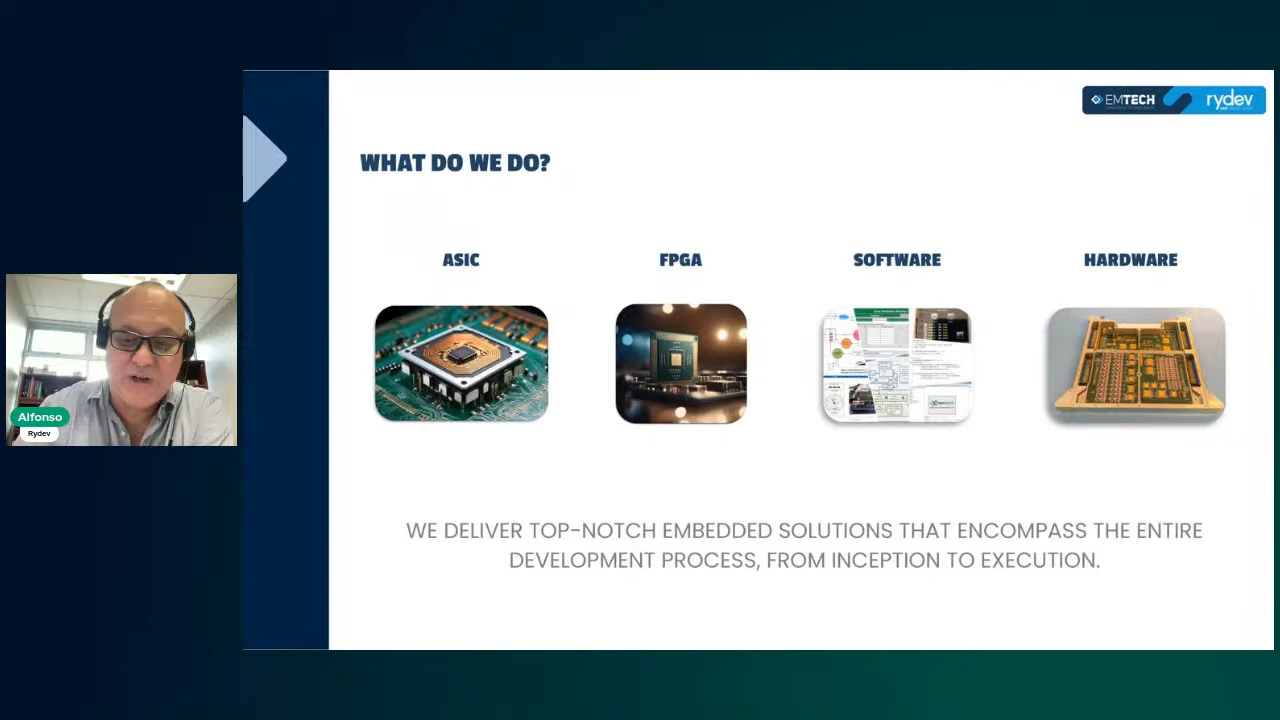 EMTECH
rydev
WHAT DO WE DO?
ASIC
FPGA
SOFTWARE
HARDWARE
Alfonso
Rydev
WE DELIVER TOP-NOTCH EMBEDDED SOLUTIONS THAT ENCOMPASS THE ENTIRE
DEVELOPMENT PROCESS, FROM INCEPTION TO EXECUTION.